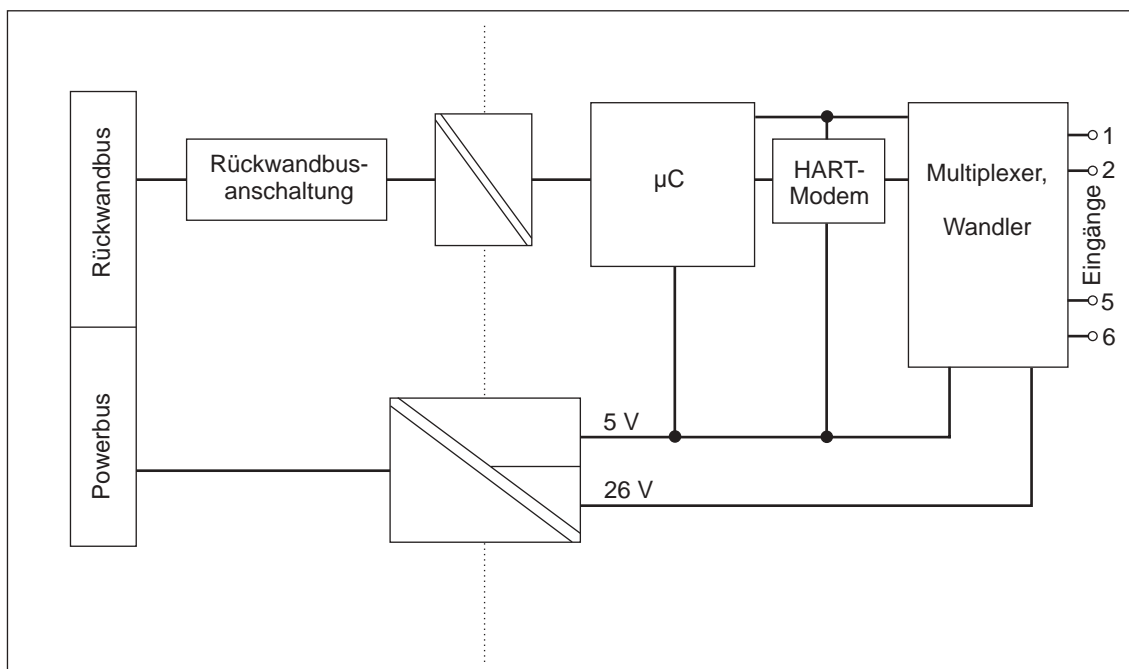 Rückwandbus
Powerbus
Rückwandbus-
anschaltung
µC
HART-
Modem
Multiplexer,
Wandler
Eingänge
1
2
5
6
5 V
26 V